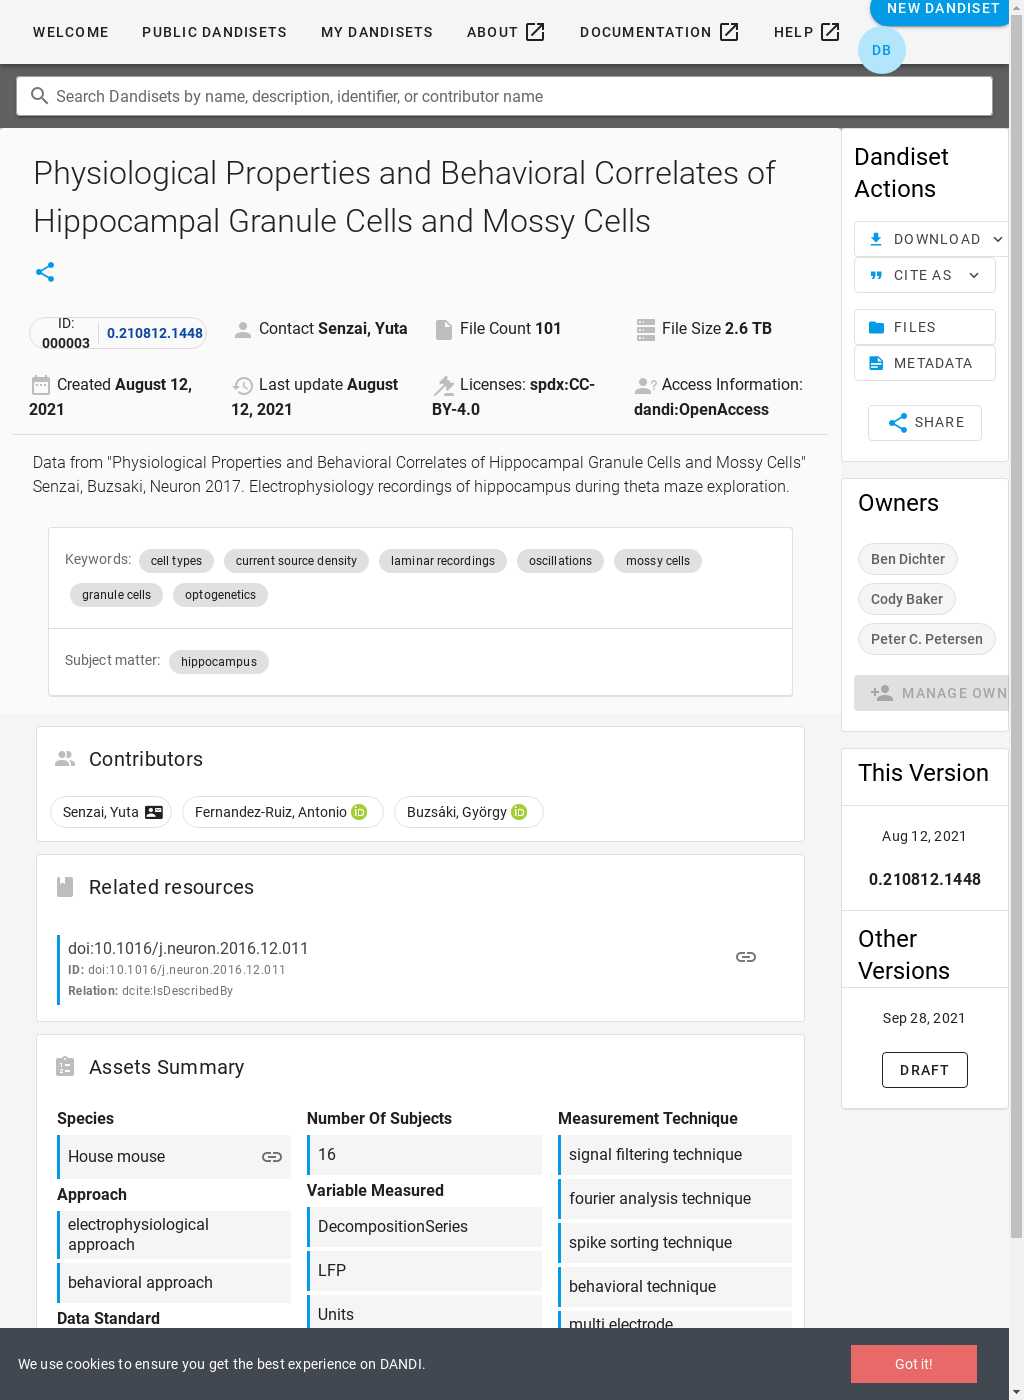 WELCOME PUBLIC DANDISETS MY DANDISETS ABOUT DOCUMENTATION HELP NEW DANDISET
DB
Search Dandisets by name, description, identifier, or contributor name
Physiological Properties and Behavioral Correlates of
Hippocampal Granule Cells and Mossy Cells
ID:
000003 0.210812.1448
Contact Senzai, Yuta
File Count 101
File Size 2.6 TB
Created August 12,
2021
Last update August
12, 2021
Licenses: spdx:CC-
BY-4.0
Access Information:
dandi:OpenAccess
Data from "Physiological Properties and Behavioral Correlates of Hippocampal Granule Cells and Mossy Cells"
Senzai, Buzsaki, Neuron 2017. Electrophysiology recordings of hippocampus during theta maze exploration.
Keywords: cell types current source density laminar recordings oscillations mossy cells
granule cells optogenetics
Subject matter: hippocampus
Contributors
Senzai, Yuta Fernandez-Ruiz, Antonio iD Buzsáki, György iD
Related resources
doi:10.1016/j.neuron.2016.12.011
ID: doi:10.1016/j.neuron.2016.12.011
Relation: dcite:IsDescribedBy
Assets Summary
Species
House mouse
Approach
electrophysiological
approach
behavioral approach
Data Standard
Number Of Subjects
16
Variable Measured
DecompositionSeries
LFP
Units
Measurement Technique
signal filtering technique
fourier analysis technique
spike sorting technique
behavioral technique
multi electrode
Dandiset
Actions
DOWNLOAD
CITE AS
FILES
METADATA
SHARE
Owners
Ben Dichter
Cody Baker
Peter C. Petersen
MANAGE OWN
This Version
Aug 12, 2021
0.210812.1448
Other
Versions
Sep 28, 2021
DRAFT
We use cookies to ensure you get the best experience on DANDI.
Got it!